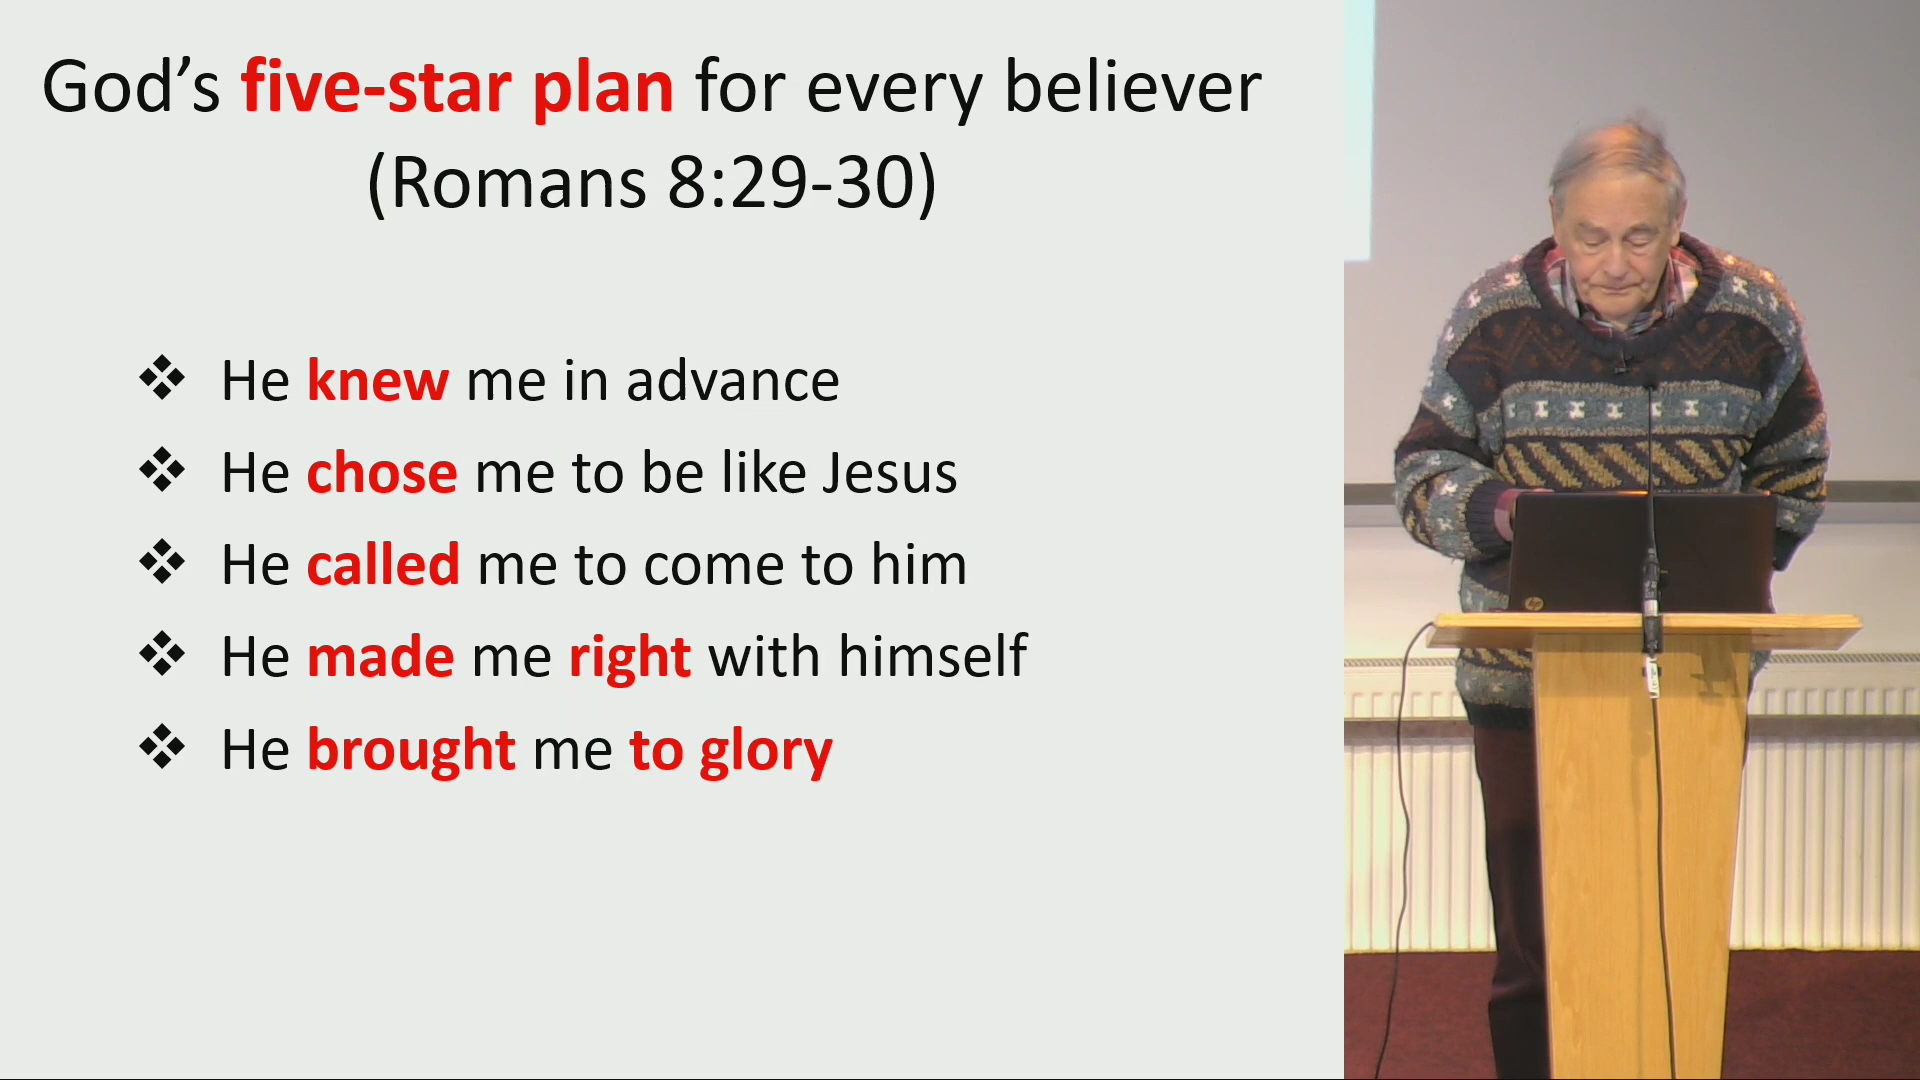 God’s five-star plan for every believer
(Romans 8:29-30)
❖ He knew me in advance
❖ He chose me to be like Jesus
❖ He called me to come to him
❖ He made me right with himself
❖ He brought me to glory
hp